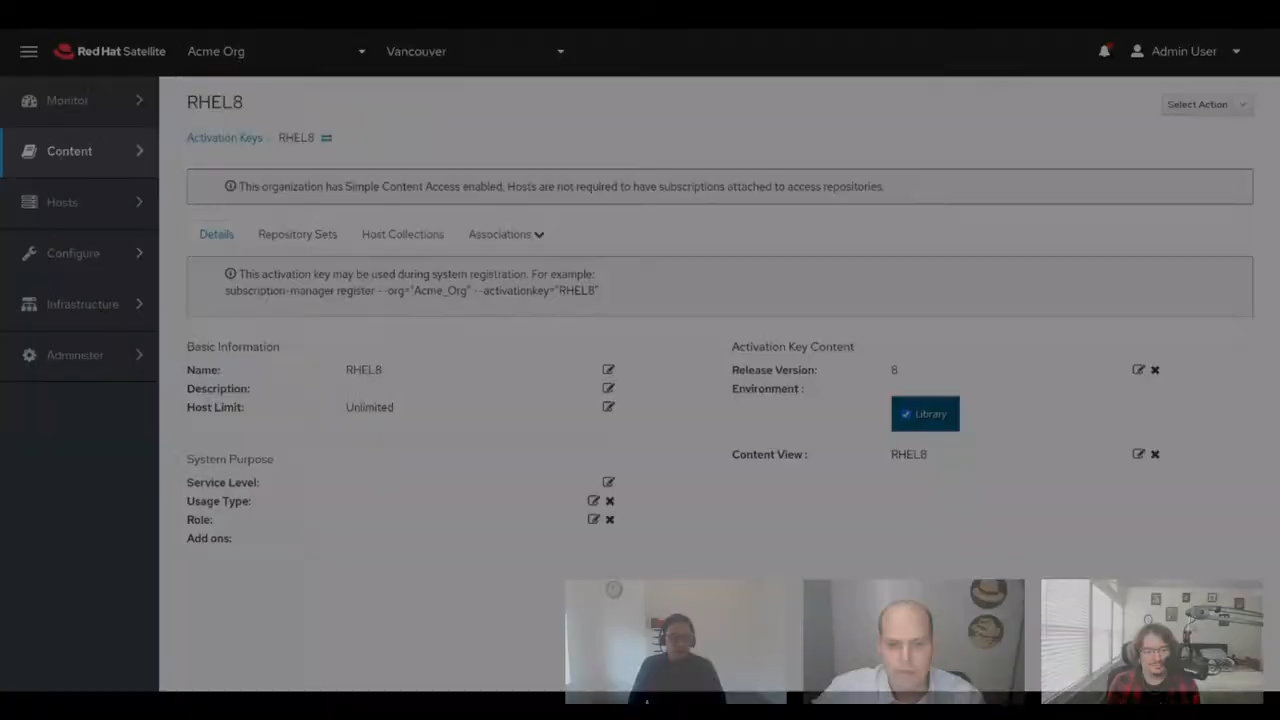 Red Hat Satellite Acme Org Vancouver Admin User
Monitor
Content
Hosts
Configure
Infrastructure
Administer
RHEL8
Select Action
Activation Keys RHEL8
This organization has Simple Content Access enabled. Hosts are not required to have subscriptions attached to access repositories.
Details Repository Sets Host Collections Associations
This activation key may be used during system registration. For example:
subscription-manager register --org="Acme_Org" --activationkey="RHEL8"
Basic Information
Name: RHEL8
Description:
Host Limit: Unlimited
System Purpose
Service Level:
Usage Type:
Role:
Add ons:
Activation Key Content
Release Version: 8
Environment :
Library
Content View : RHEL8